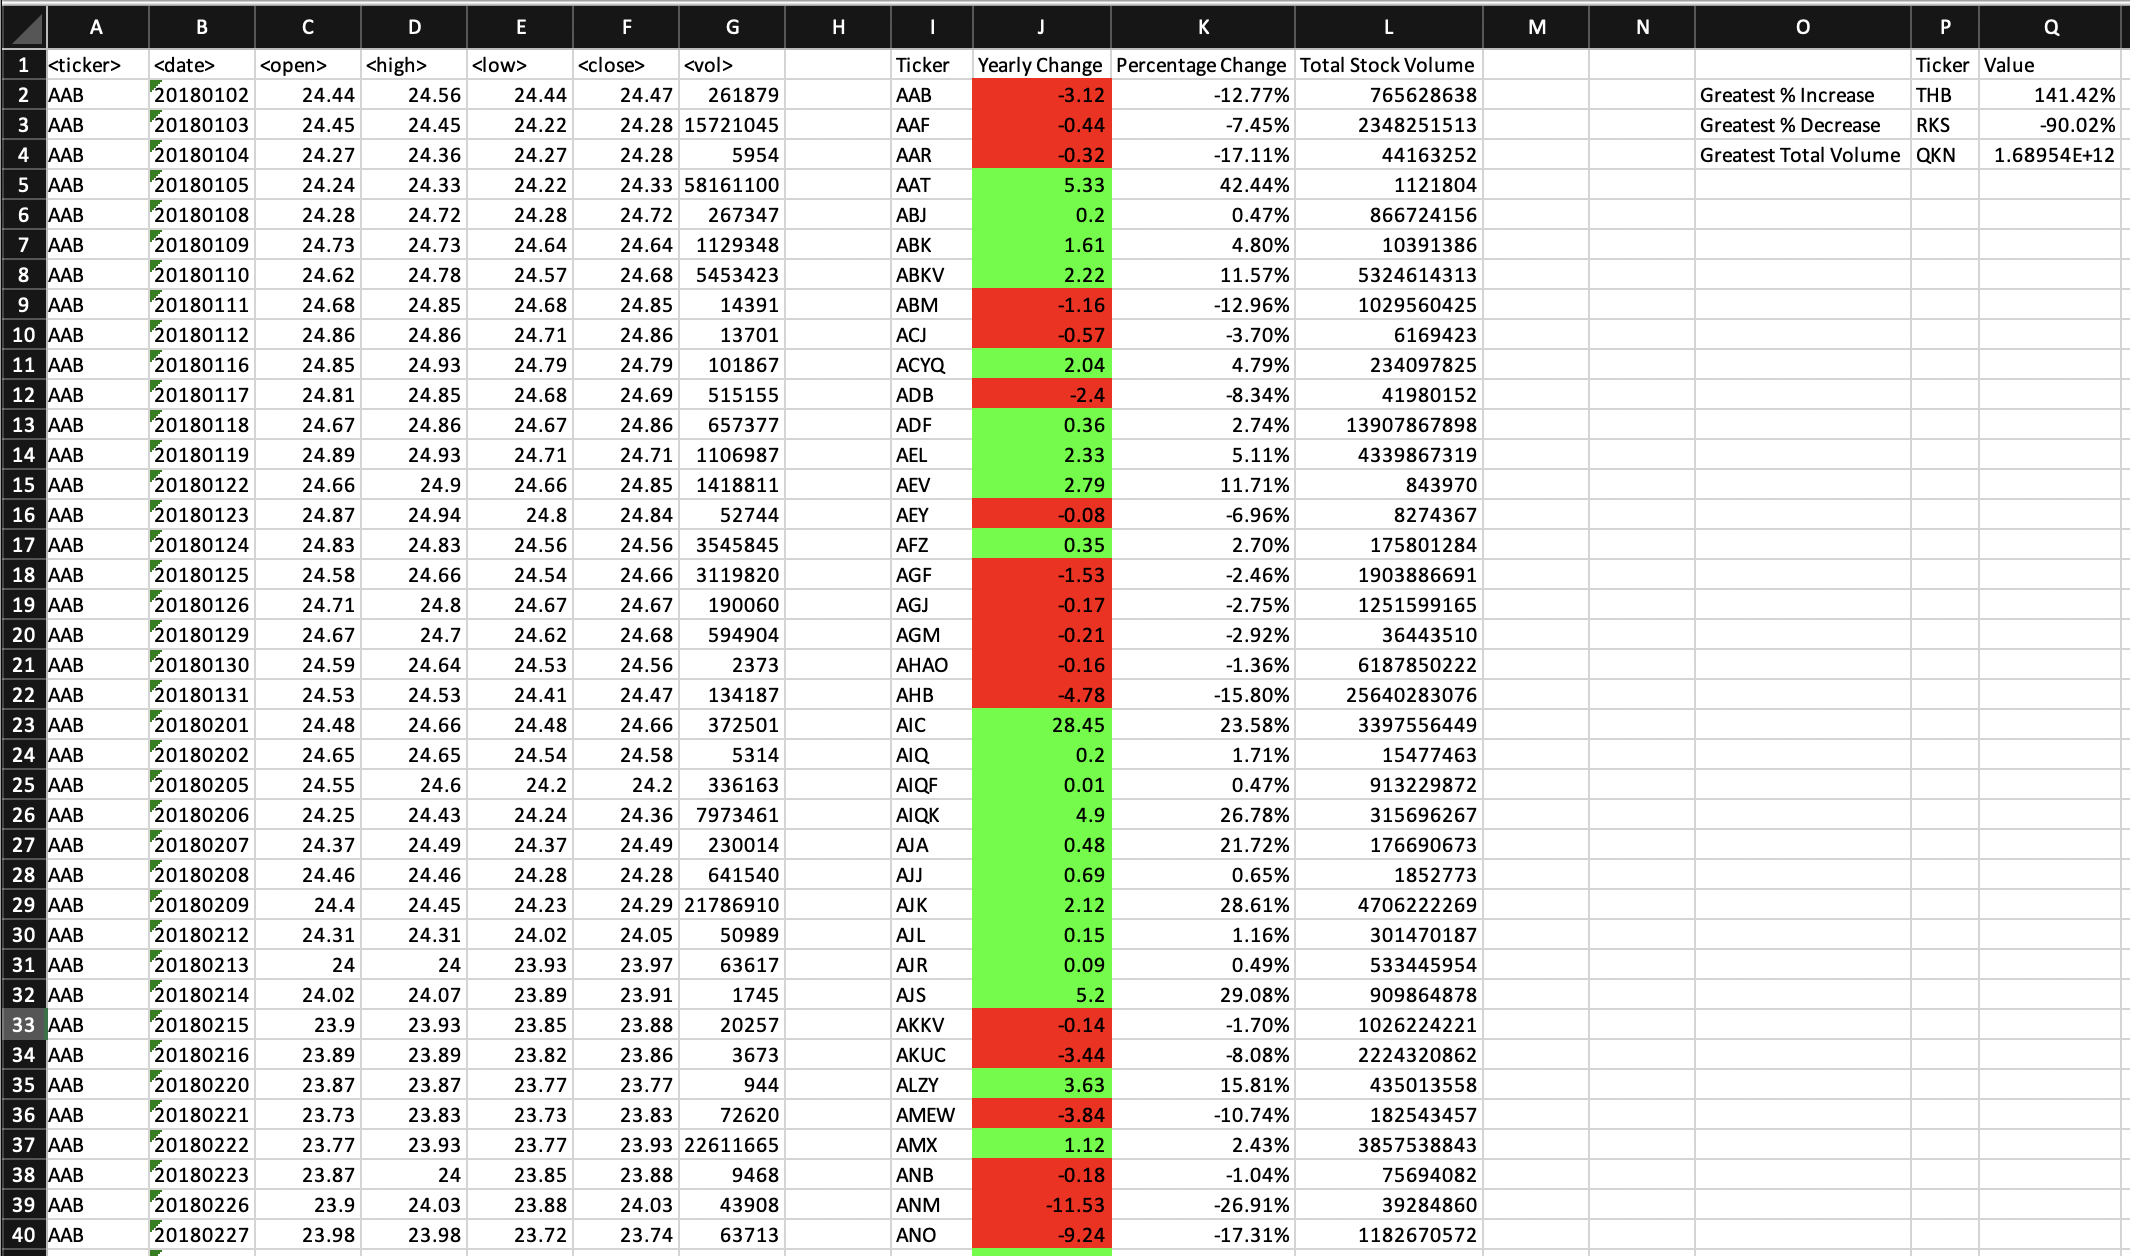 A B C D E F G H I J K L M N O P Q
1 <ticker> <date> <open> <high> <low> <close> <vol> Ticker Yearly Change Percentage Change Total Stock Volume Ticker Value
2 AAB 20180102 24.44 24.56 24.44 24.47 261879 AAB -3.12 -12.77% 765628638 Greatest % Increase THB 141.42%
3 AAB 20180103 24.45 24.45 24.22 24.28 15721045 AAF -0.44 -7.45% 2348251513 Greatest % Decrease RKS -90.02%
4 AAB 20180104 24.27 24.36 24.27 24.28 5954 AAR -0.32 -17.11% 44163252 Greatest Total Volume QKN 1.68954E+12
5 AAB 20180105 24.24 24.33 24.22 24.33 58161100 AAT 5.33 42.44% 1121804
6 AAB 20180108 24.28 24.72 24.28 24.72 267347 ABJ 0.2 0.47% 866724156
7 AAB 20180109 24.73 24.73 24.64 24.64 1129348 ABK 1.61 4.80% 10391386
8 AAB 20180110 24.62 24.78 24.57 24.68 5453423 ABKV 2.22 11.57% 5324614313
9 AAB 20180111 24.68 24.85 24.68 24.85 14391 ABM -1.16 -12.96% 1029560425
10 AAB 20180112 24.86 24.86 24.71 24.86 13701 ACJ -0.57 -3.70% 6169423
11 AAB 20180116 24.85 24.93 24.79 24.79 101867 ACYQ 2.04 4.79% 234097825
12 AAB 20180117 24.81 24.85 24.68 24.69 515155 ADB -2.4 -8.34% 41980152
13 AAB 20180118 24.67 24.86 24.67 24.86 657377 ADF 0.36 2.74% 13907867898
14 AAB 20180119 24.89 24.93 24.71 24.71 1106987 AEL 2.33 5.11% 4339867319
15 AAB 20180122 24.66 24.9 24.66 24.85 1418811 AEV 2.79 11.71% 843970
16 AAB 20180123 24.87 24.94 24.8 24.84 52744 AEY -0.08 -6.96% 8274367
17 AAB 20180124 24.83 24.83 24.56 24.56 3545845 AFZ 0.35 2.70% 175801284
18 AAB 20180125 24.58 24.66 24.54 24.66 3119820 AGF -1.53 -2.46% 1903886691
19 AAB 20180126 24.71 24.8 24.67 24.67 190060 AGJ -0.17 -2.75% 1251599165
20 AAB 20180129 24.67 24.7 24.62 24.68 594904 AGM -0.21 -2.92% 36443510
21 AAB 20180130 24.59 24.64 24.53 24.56 2373 AHAO -0.16 -1.36% 6187850222
22 AAB 20180131 24.53 24.53 24.41 24.47 134187 AHB -4.78 -15.80% 25640283076
23 AAB 20180201 24.48 24.66 24.48 24.66 372501 AIC 28.45 23.58% 3397556449
24 AAB 20180202 24.65 24.65 24.54 24.58 5314 AIQ 0.2 1.71% 15477463
25 AAB 20180205 24.55 24.6 24.2 24.2 336163 AIQF 0.01 0.47% 913229872
26 AAB 20180206 24.25 24.43 24.24 24.36 7973461 AIQK 4.9 26.78% 315696267
27 AAB 20180207 24.37 24.49 24.37 24.49 230014 AJA 0.48 21.72% 176690673
28 AAB 20180208 24.46 24.46 24.28 24.28 641540 AJJ 0.69 0.65% 1852773
29 AAB 20180209 24.4 24.45 24.23 24.29 21786910 AJK 2.12 28.61% 4706222269
30 AAB 20180212 24.31 24.31 24.02 24.05 50989 AJL 0.15 1.16% 301470187
31 AAB 20180213 24 24 23.93 23.97 63617 AJR 0.09 0.49% 533445954
32 AAB 20180214 24.02 24.07 23.89 23.91 1745 AJS 5.2 29.08% 909864878
33 AAB 20180215 23.9 23.93 23.85 23.88 20257 AKKV -0.14 -1.70% 1026224221
34 AAB 20180216 23.89 23.89 23.82 23.86 3673 AKUC -3.44 -8.08% 2224320862
35 AAB 20180220 23.87 23.87 23.77 23.77 944 ALZY 3.63 15.81% 435013558
36 AAB 20180221 23.73 23.83 23.73 23.83 72620 AMEW -3.84 -10.74% 182543457
37 AAB 20180222 23.77 23.93 23.77 23.93 22611665 AMX 1.12 2.43% 3857538843
38 AAB 20180223 23.87 24 23.85 23.88 9468 ANB -0.18 -1.04% 75694082
39 AAB 20180226 23.9 24.03 23.88 24.03 43908 ANM -11.53 -26.91% 39284860
40 AAB 20180227 23.98 23.98 23.72 23.74 63713 ANO -9.24 -17.31% 1182670572